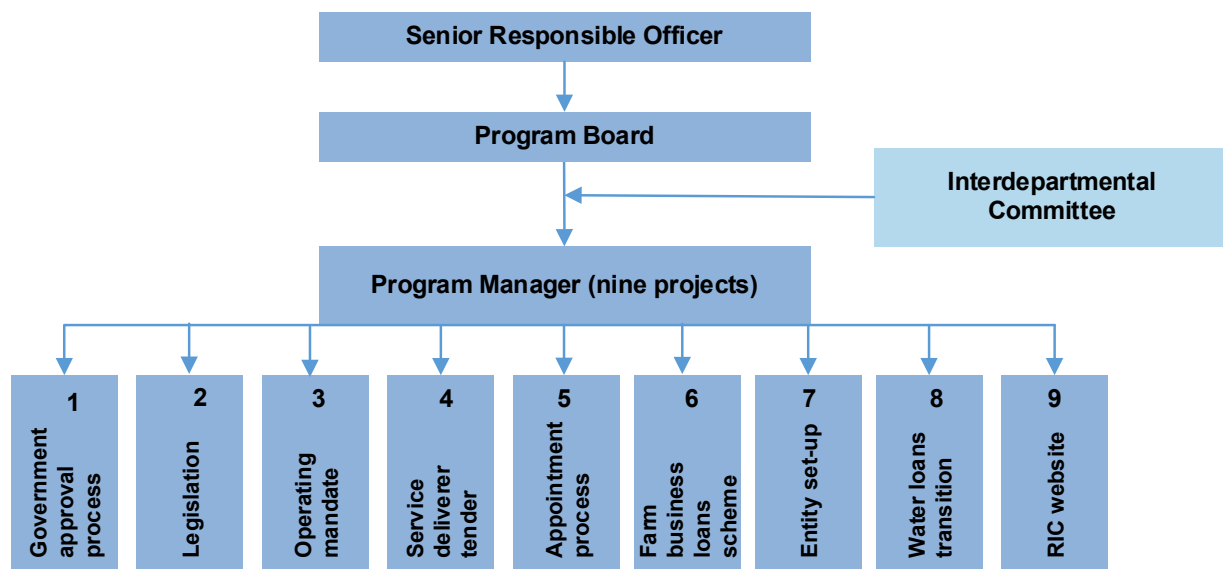 Senior Responsible Officer
Program Board
Interdepartmental
Committee
Program Manager (nine projects)
1
Government
approval
process
2
Legislation
3
Operating
mandate
4
Service
deliverer
tender
5
Appointment
process
6
Farm
business
loans
scheme
7
Entity set-up
8
Water loans
transition
9
RIC website